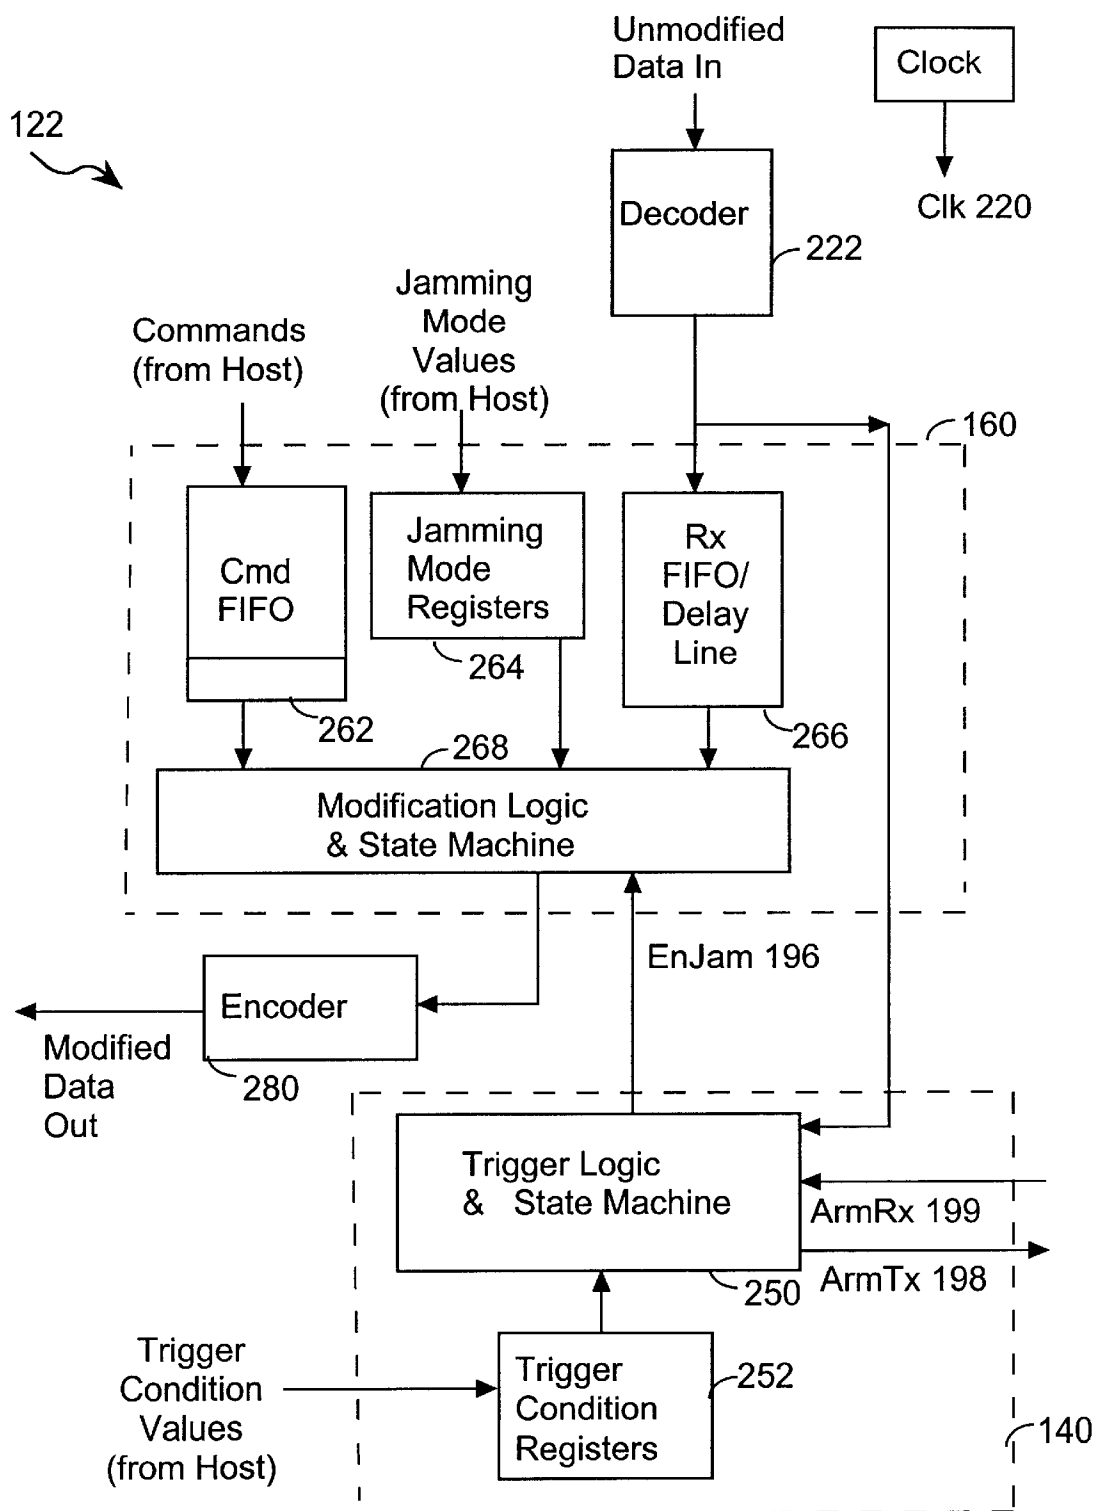 Unmodified
Data In
Clock
122
Decoder
Clk 220
222
Jamming
Mode
Values
(from Host)
Commands
(from Host)
160
Cmd
FIFO
Jamming
Mode
Registers
Rx
FIFO/
Delay
Line
264
262
266
268
Modification Logic
& State Machine
EnJam 196
Encoder
Modified
Data
Out
280
Trigger Logic
& State Machine
ArmRx 199
ArmTx 198
250
Trigger
Condition
Values
(from Host)
Trigger
Condition
Registers
252
140